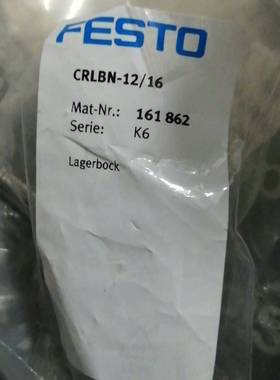 FESTO
CRLBN-12/16
Mat-Nr.: 161 862
Serie: K6
Lagerbock